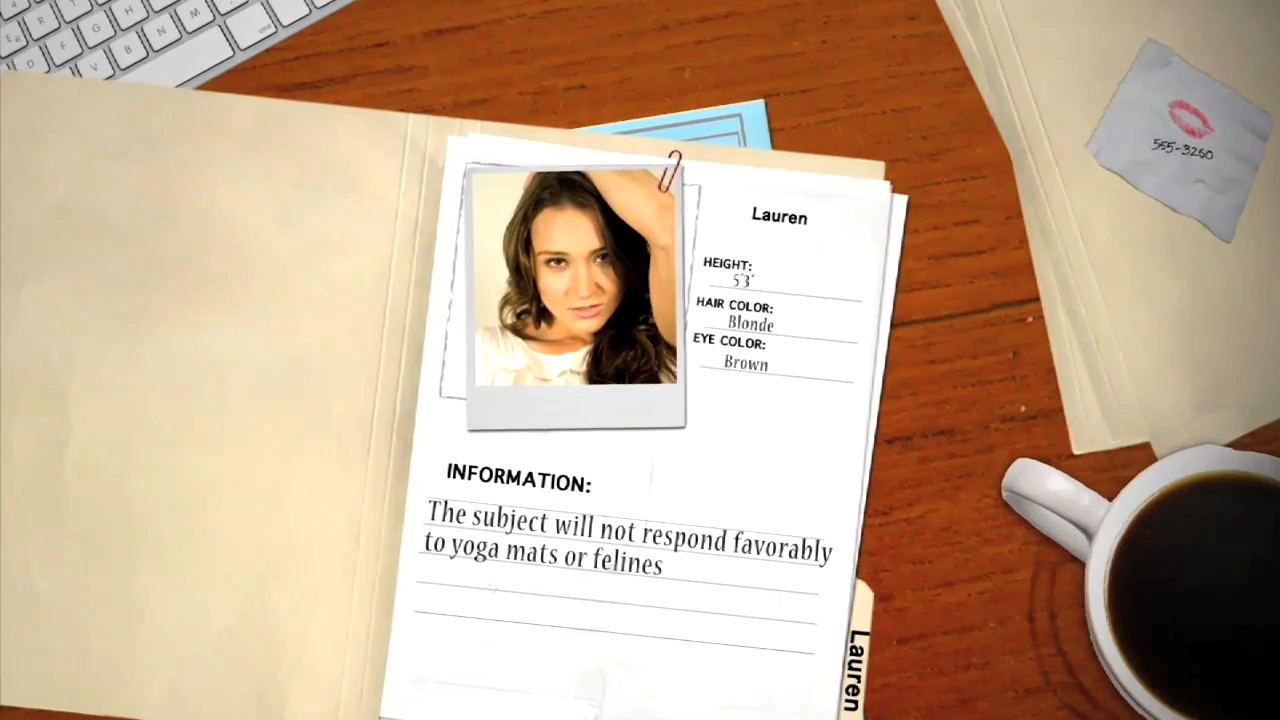 Lauren
HEIGHT:
5'3"
HAIR COLOR:
Blonde
EYE COLOR:
Brown
INFORMATION:
The subject will not respond favorably
to yoga mats or felines
Lauren
555-3260